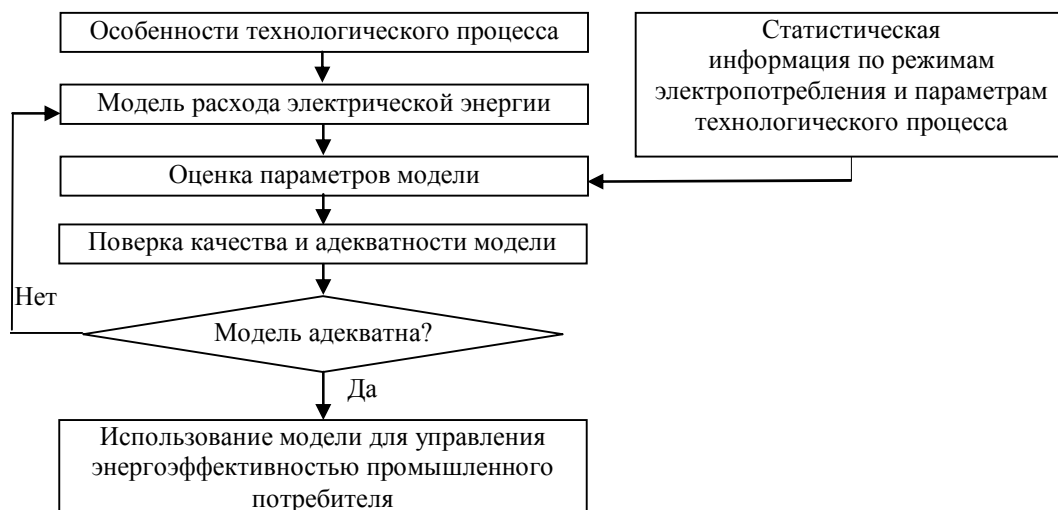 Особенности технологического процесса
Статистическая
информация по режимам
электропотребления и параметрам
технологического процесса
Модель расхода электрической энергии
Оценка параметров модели
Поверка качества и адекватности модели
Нет
Модель адекватна?
Да
Использование модели для управления
энергоэффективностью промышленного
потребителя